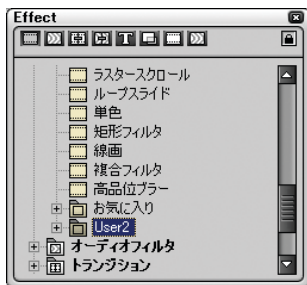 Effect
T
ラスタースクロール
ループスライド
単色
矩形フィルタ
線画
複合フィルタ
高品位ブラー
お気に入り
User2
オーディオフィルタ
トランジション